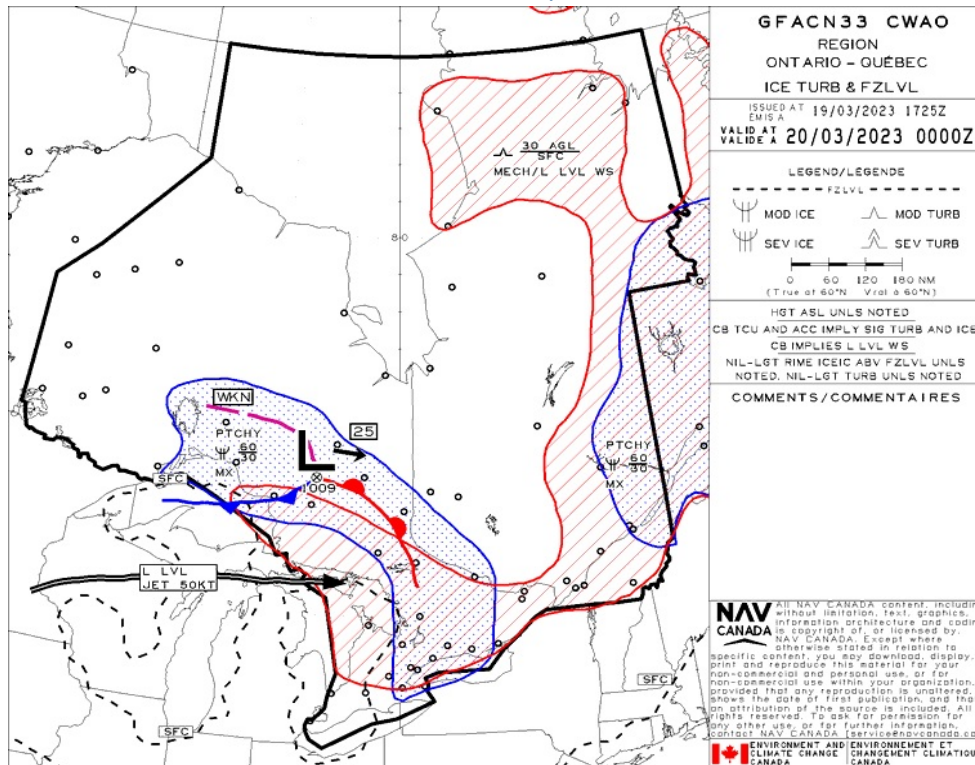 GFACN33 CWAO
REGION
ONTARIO - QUÉBEC
ICE TURB & FZLVL
ISSUED AT
ÉMIS A
19/03/2023 1725Z
VALID AT
VALIDE A
20/03/2023 0000Z
LEGEND/LÉGENDE
FZLVL
MOD ICE
MOD TURB
SEV ICE
SEV TURB
0 60 120 180 NM
(True at 60°N Vrai à 60°N)
HGT ASL UNLS NOTED
CB TCU AND ACC IMPLY SIG TURB AND ICE
CB IMPLIES L LVL WS
NIL-LGT RIME ICEIC ABV FZLVL UNLS
NOTED. NIL-LGT TURB UNLS NOTED
COMMENTS/COMMENTAIRES
30 AGL
SFC
MECH/L LVL WS
80
WKN
25
PTCHY
60
30
MX
L
1009
SFC
PTCHY
60
30
MX
L LVL
JET 50KT
SFC
SFC
NAV
CANADA
All NAV CANADA content, includin
without limitation, text, graphics,
information architecture and codin
is copyright of, or licensed by,
NAV CANADA. Except where
otherwise stated in relation to
specific content, you may download, display,
print and reproduce this material for your
non-commercial and personal use, or for
non-commercial use within your organization,
provided that any reproduction is unaltered,
shows the date of first publication, and tha
an attribution of the source is included. All
rights reserved. To ask for permission for
any other use, or for further information,
contact NAV CANADA [service@navcanada.ca
ENVIRONMENT AND
CLIMATE CHANGE
CANADA
ENVIRONNEMENT ET
CHANGEMENT CLIMATIQU
CANADA